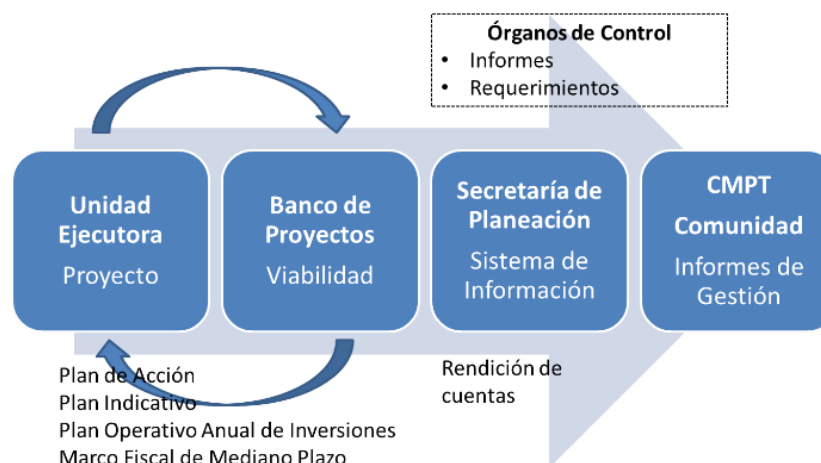 Órganos de Control
• Informes
• Requerimientos
Unidad
Ejecutora
Proyecto
Banco de
Proyectos
Viabilidad
Secretaría de
Planeación
Sistema de
Información
CMPT
Comunidad
Informes de
Gestión
Plan de Acción
Plan Indicativo
Plan Operativo Anual de Inversiones
Marco Fiscal de Mediano Plazo
Rendición de
cuentas